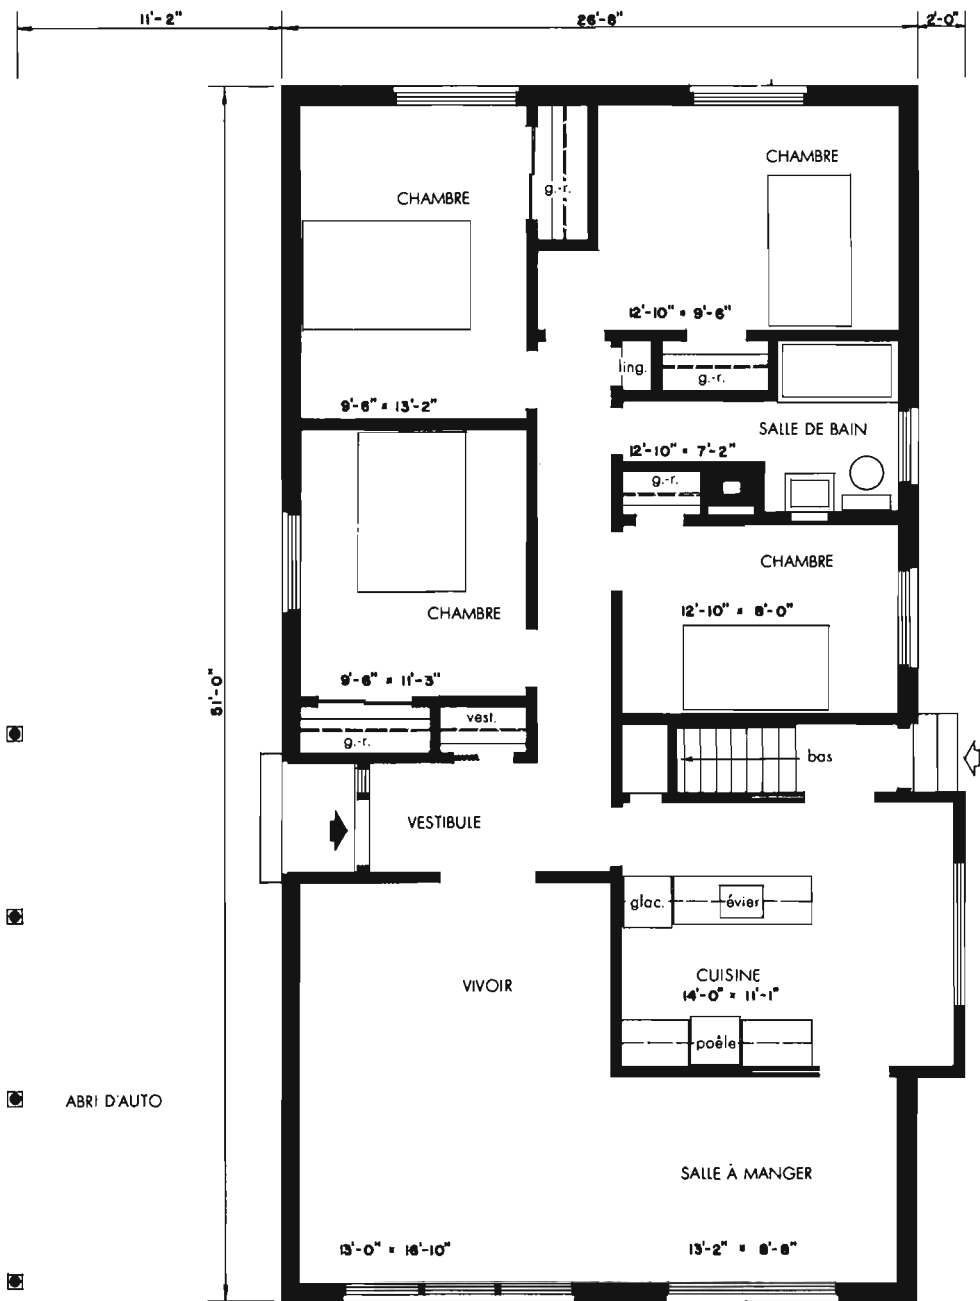 11'-2"
26'-8"
2'-0"
CHAMBRE
g.-r.
CHAMBRE
12'-10" x 9'-6"
ling.
g.-r.
9'-6" x 13'-2"
SALLE DE BAIN
12'-10" x 7'-2"
g.-r.
CHAMBRE
12'-10" x 8'-0"
CHAMBRE
9'-6" x 11'-3"
51'-0"
g.-r.
vest.
bas
VESTIBULE
glac.
évier
CUISINE
14'-0" x 11'-1"
poêle
VIVOIR
ABRI D'AUTO
SALLE À MANGER
13'-0" x 16'-10"
13'-2" x 8'-8"